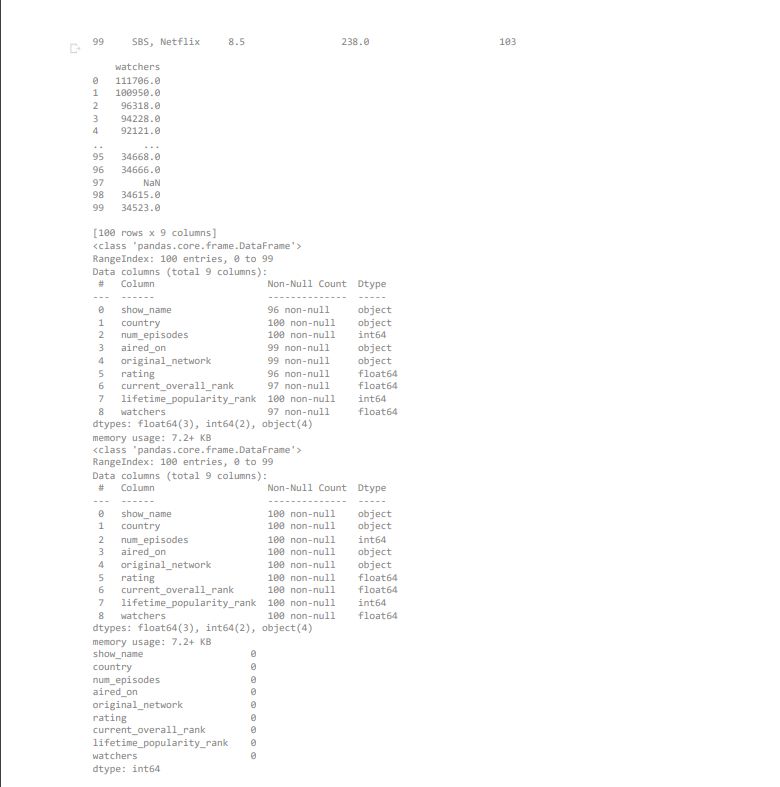 99     SBS, Netflix     8.5                 238.0                       103
    watchers
0   111706.0
1   100950.0
2    96318.0
3    94228.0
4    92121.0
..        ...
95   34668.0
96   34666.0
97       NaN
98   34615.0
99   34523.0
[100 rows x 9 columns]
<class 'pandas.core.frame.DataFrame'>
RangeIndex: 100 entries, 0 to 99
Data columns (total 9 columns):
 #   Column                    Non-Null Count  Dtype
---  ------                    --------------  -----
 0   show_name                 96 non-null     object
 1   country                   100 non-null    object
 2   num_episodes              100 non-null    int64
 3   aired_on                  99 non-null     object
 4   original_network          99 non-null     object
 5   rating                    96 non-null     float64
 6   current_overall_rank      97 non-null     float64
 7   lifetime_popularity_rank  100 non-null    int64
 8   watchers                  97 non-null     float64
dtypes: float64(3), int64(2), object(4)
memory usage: 7.2+ KB
<class 'pandas.core.frame.DataFrame'>
RangeIndex: 100 entries, 0 to 99
Data columns (total 9 columns):
 #   Column                    Non-Null Count  Dtype
---  ------                    --------------  -----
 0   show_name                 100 non-null    object
 1   country                   100 non-null    object
 2   num_episodes              100 non-null    int64
 3   aired_on                  100 non-null    object
 4   original_network          100 non-null    object
 5   rating                    100 non-null    float64
 6   current_overall_rank      100 non-null    float64
 7   lifetime_popularity_rank  100 non-null    int64
 8   watchers                  100 non-null    float64
dtypes: float64(3), int64(2), object(4)
memory usage: 7.2+ KB
show_name                   0
country                     0
num_episodes                0
aired_on                    0
original_network            0
rating                      0
current_overall_rank        0
lifetime_popularity_rank    0
watchers                    0
dtype: int64